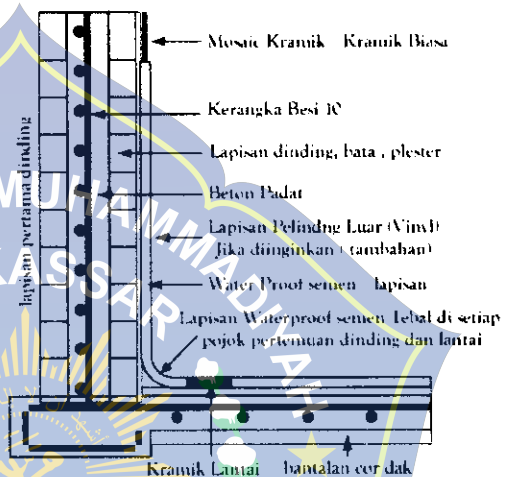 Mosaic Kramik Kramik Biasa
Kerangka Besi 10
Lapisan dinding, bata , plester
Beton Padat
Lapisan Pelindng Luar (Vinyl)
Jika diinginkan ( tambahan)
Water Proof semen lapisan
Lapisan Waterproof semen Tebal di setiap
pojok pertemuan dinding dan lantai
Kramik Lantai bantalan cor dak
lapisan pertama dinding
MUHAMMADIYAH
KASSAR